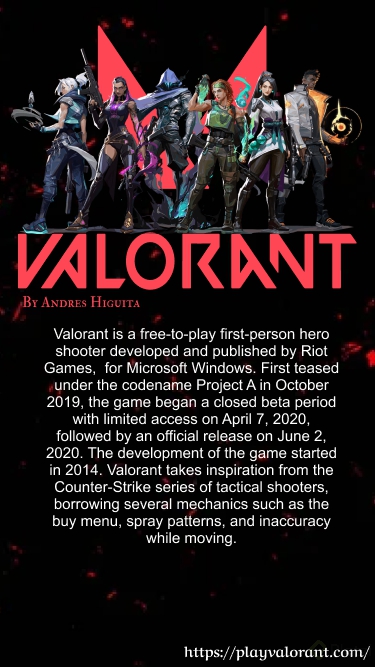 VALORANT
By Andres Higuita
Valorant is a free-to-play first-person hero
shooter developed and published by Riot
Games,  for Microsoft Windows. First teased
under the codename Project A in October
2019, the game began a closed beta period
with limited access on April 7, 2020,
followed by an official release on June 2,
2020. The development of the game started
in 2014. Valorant takes inspiration from the
Counter-Strike series of tactical shooters,
borrowing several mechanics such as the
buy menu, spray patterns, and inaccuracy
while moving.
https://playvalorant.com/